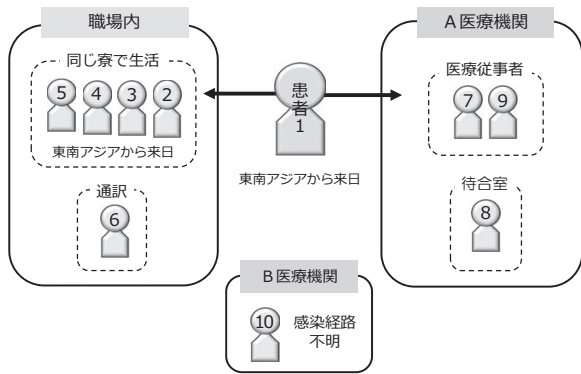 職場内
同じ寮で生活
5 4 3 2
東南アジアから来日
通訳
6
患者1
東南アジアから来日
A医療機関
医療従事者
7 9
待合室
8
B医療機関
10
感染経路
不明